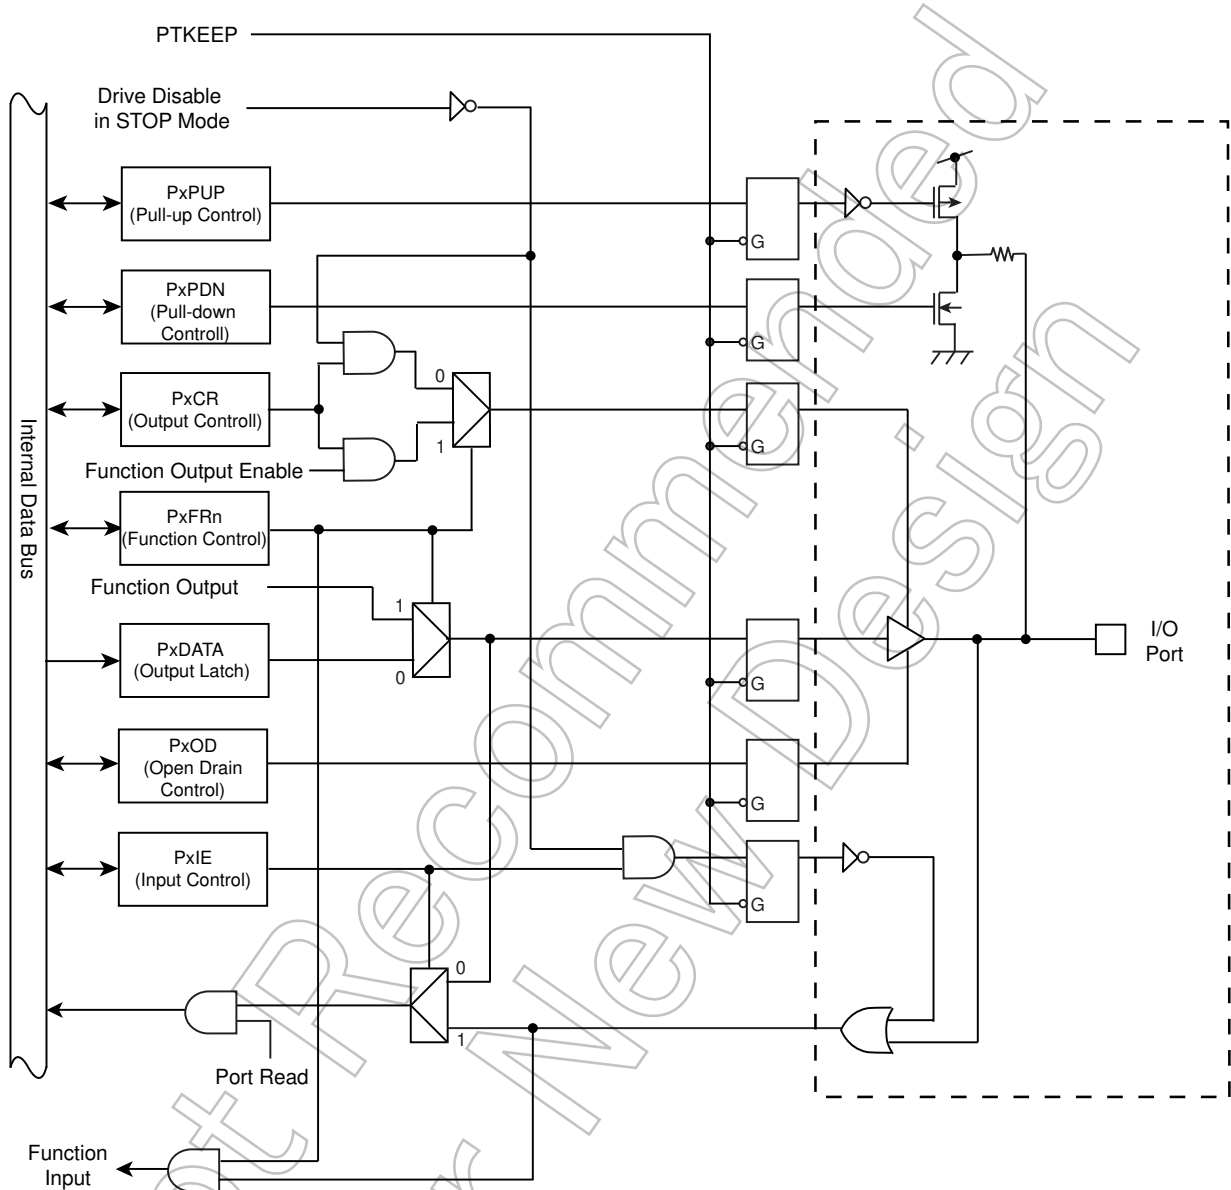 PTKEEP
Drive Disable
in STOP Mode
PxPUP
(Pull-up Control)
G
PxPDN
(Pull-down
Controll)
G
0
PxCR
(Output Controll)
1
G
Function Output Enable
Internal Data Bus
PxFRn
(Function Control)
Function Output
1
PxDATA
(Output Latch)
0
G
I/O
Port
PxOD
(Open Drain
Control)
G
PxIE
(Input Control)
G
0
1
Port Read
Function
Input
ot Recommended
r New Design